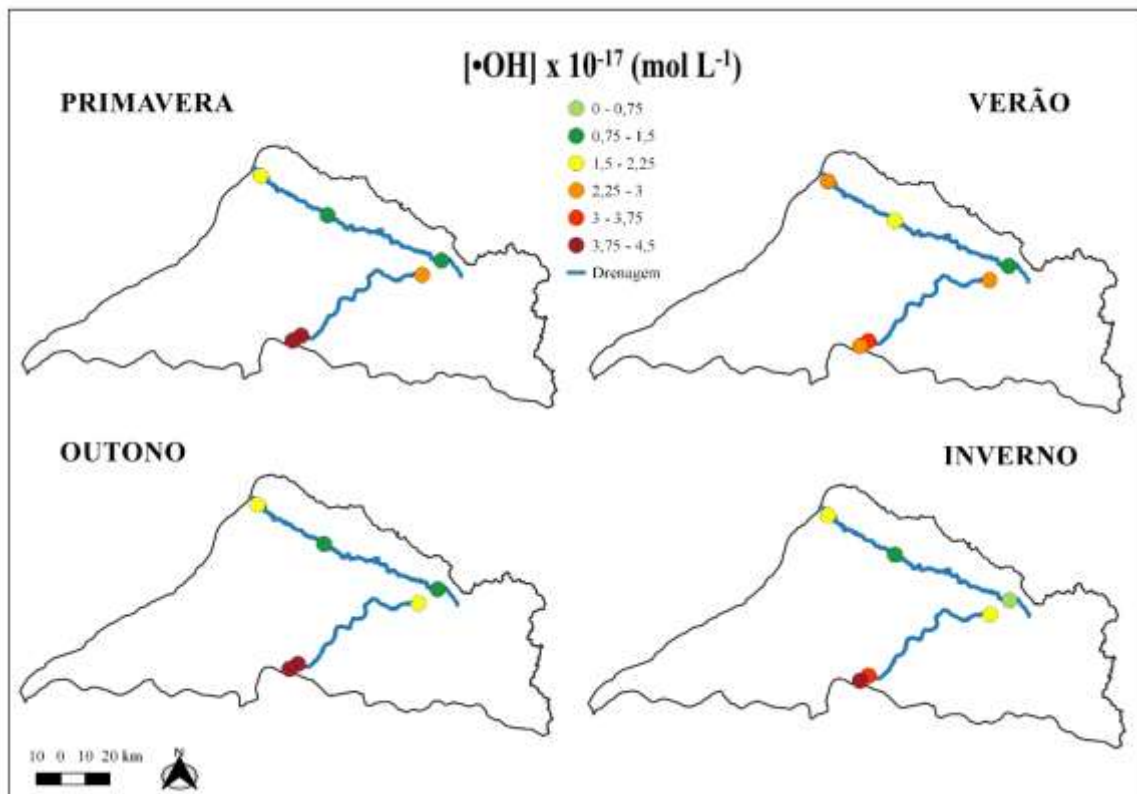 [•OH] x 10⁻¹⁷ (mol L⁻¹)
PRIMAVERA
VERÃO
0 - 0,75
0,75 - 1,5
1,5 - 2,25
2,25 - 3
3 - 3,75
3,75 - 4,5
Drenagem
OUTONO
INVERNO
10 0 10 20 km
N